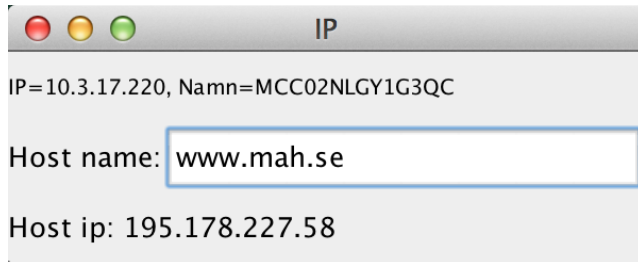 IP
IP=10.3.17.220, Namn=MCC02NLGY1G3QC
Host name: www.mah.se
Host ip: 195.178.227.58